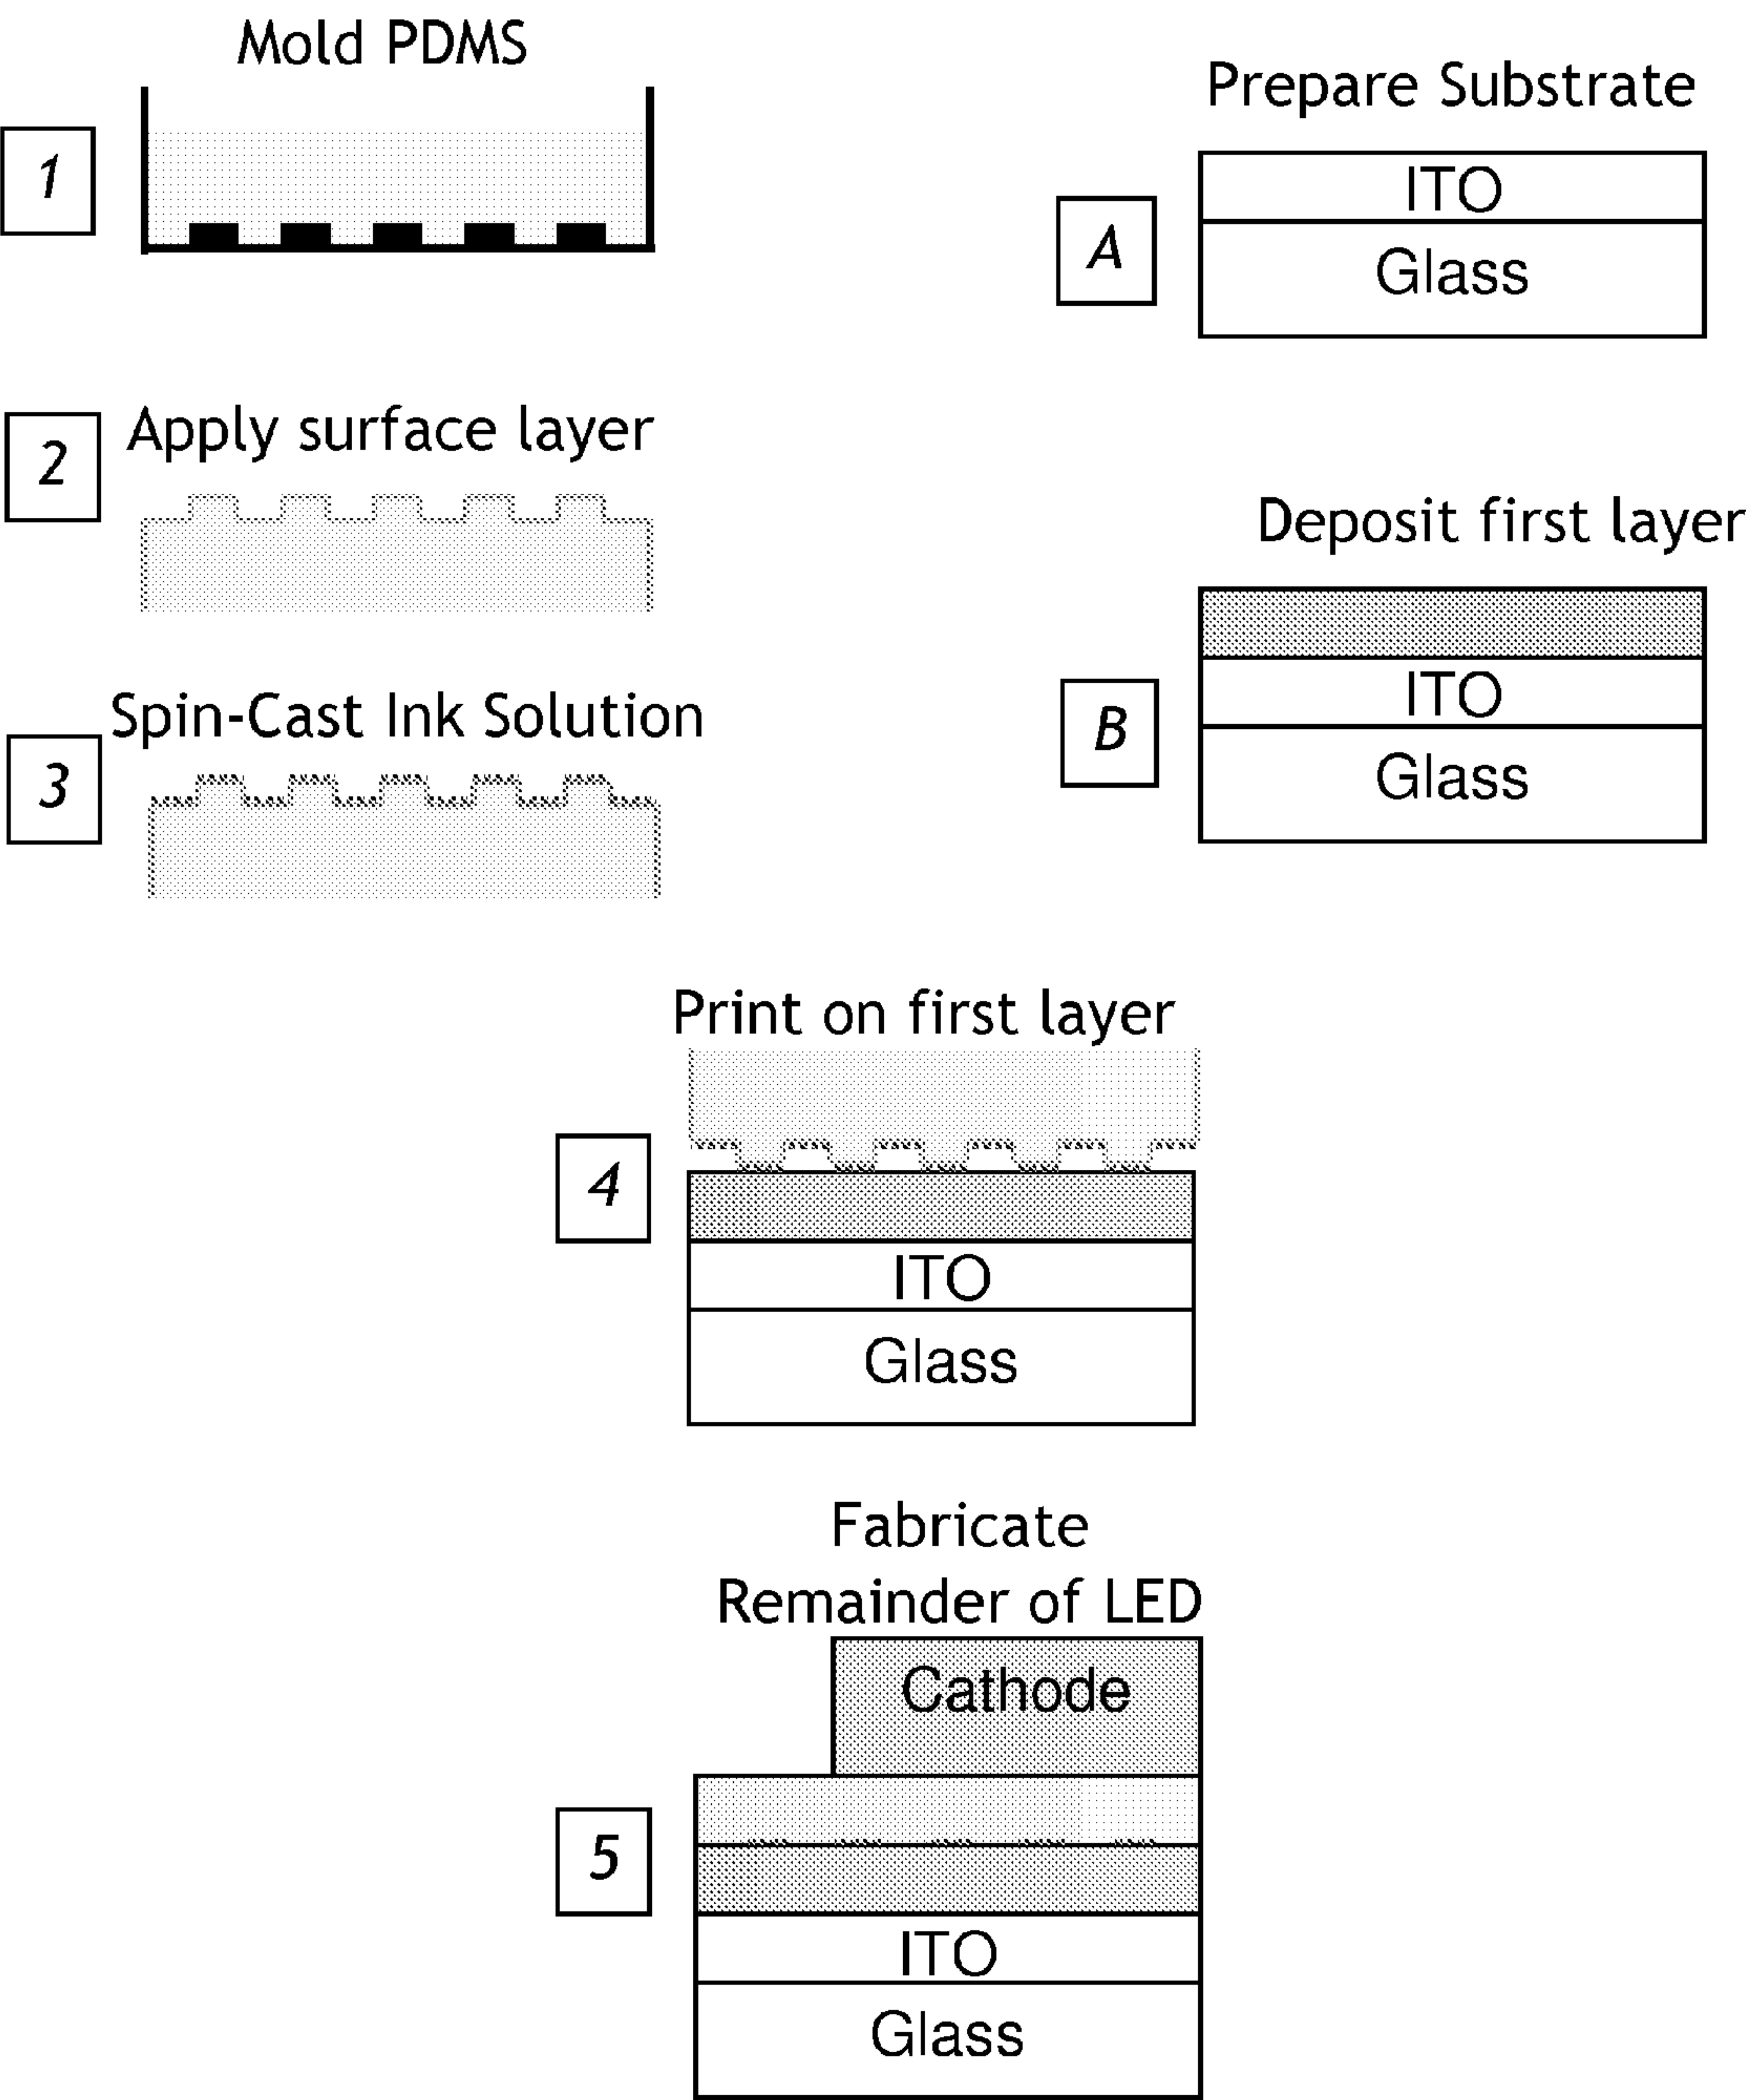 Mold PDMS
1
Prepare Substrate
A
ITO
Glass
2
Apply surface layer
Deposit first layer
B
ITO
Glass
Spin-Cast Ink Solution
3
Print on first layer
4
ITO
Glass
Fabricate
Remainder of LED
Cathode
5
ITO
Glass